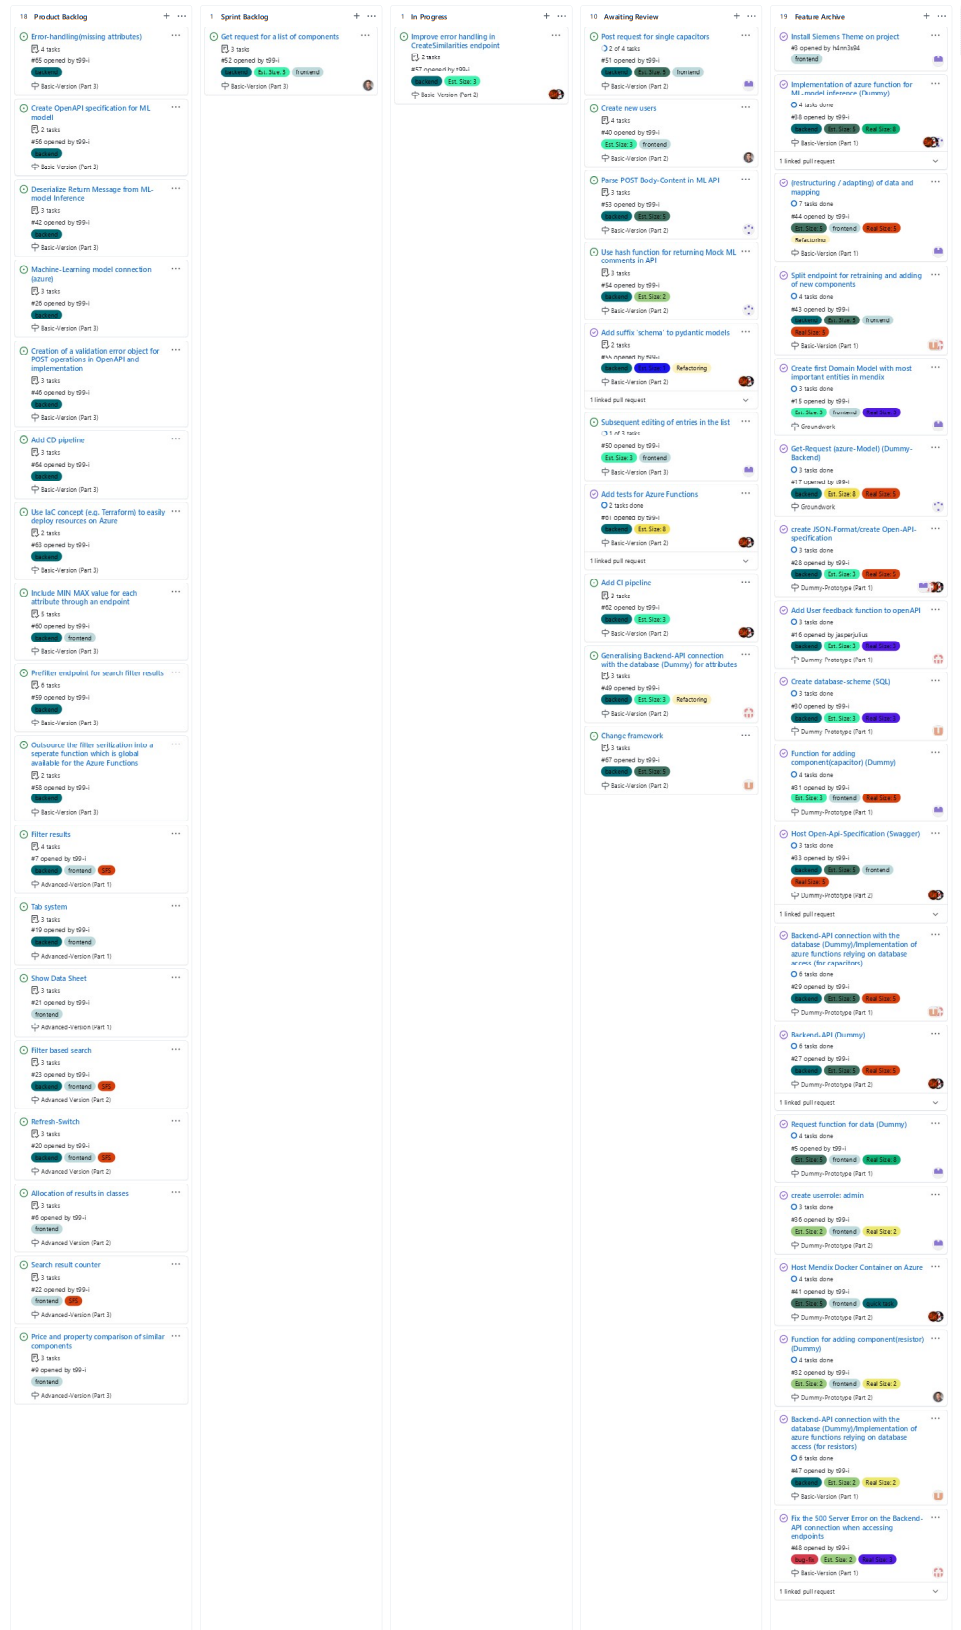 18 Product Backlog
Error-handling(missing attributes)
4 tasks
#65 opened by t99-i
backend
Basic-Version (Part 3)
Create OpenAPI specification for ML
modell
2 tasks
#56 opened by t99-i
backend
Basic-Version (Part 3)
Deserialize Return Message from ML-
model Inference
3 tasks
#42 opened by t99-i
backend
Basic-Version (Part 3)
Machine-Learning model connection
(azure)
3 tasks
#26 opened by t99-i
backend
Basic-Version (Part 3)
Creation of a validation error object for
POST operations in OpenAPI and
implementation
3 tasks
#46 opened by t99-i
backend
Basic-Version (Part 3)
Add CD pipeline
3 tasks
#64 opened by t99-i
backend
Basic-Version (Part 3)
Use IaC concept (e.g. Terraform) to easily
deploy resources on Azure
2 tasks
#63 opened by t99-i
backend
Basic-Version (Part 3)
Include MIN MAX value for each
attribute through an endpoint
5 tasks
#60 opened by t99-i
backend frontend
Basic-Version (Part 3)
Prefilter endpoint for search filter results
6 tasks
#59 opened by t99-i
backend
Basic-Version (Part 3)
Outsource the filter serilization into a
seperate function which is global
available for the Azure Functions
2 tasks
#58 opened by t99-i
backend
Basic-Version (Part 3)
Filter results
4 tasks
#7 opened by t99-i
backend frontend SPS
Advanced-Version (Part 1)
Tab system
3 tasks
#19 opened by t99-i
backend frontend
Advanced-Version (Part 1)
Show Data Sheet
3 tasks
#21 opened by t99-i
frontend
Advanced-Version (Part 1)
Filter based search
3 tasks
#23 opened by t99-i
backend frontend SPS
Advanced Version (Part 2)
Refresh-Switch
3 tasks
#20 opened by t99-i
backend frontend SPS
Advanced Version (Part 2)
Allocation of results in classes
3 tasks
#6 opened by t99-i
frontend
Advanced Version (Part 2)
Search result counter
3 tasks
#22 opened by t99-i
frontend SPS
Advanced-Version (Part 3)
Price and property comparison of similar
components
3 tasks
#9 opened by t99-i
frontend
Advanced-Version (Part 3)
1 Sprint Backlog
Get request for a list of components
3 tasks
#52 opened by t99-i
backend Est. Size: 3 frontend
Basic-Version (Part 3)
1 In Progress
Improve error handling in
CreateSimilarities endpoint
2 tasks
#57 opened by t99-i
backend Est. Size: 3
Basic-Version (Part 2)
10 Awaiting Review
Post request for single capacitors
2 of 4 tasks
#51 opened by t99-i
backend Est. Size: 5 frontend
Basic-Version (Part 2)
Create new users
4 tasks
#40 opened by t99-i
Est. Size: 3 frontend
Basic-Version (Part 2)
Parse POST Body-Content in ML API
3 tasks
#53 opened by t99-i
backend Est. Size: 5
Basic-Version (Part 2)
Use hash function for returning Mock ML
comments in API
3 tasks
#54 opened by t99-i
backend Est. Size: 2
Basic-Version (Part 2)
Add suffix 'schema' to pydantic models
2 tasks
#55 opened by t99-i
backend Est. Size: 1 Refactoring
Basic-Version (Part 2)
1 linked pull request
Subsequent editing of entries in the list
1 of 3 tasks
#50 opened by t99-i
Est. Size: 3 frontend
Basic-Version (Part 3)
Add tests for Azure Functions
2 tasks done
#61 opened by t99-i
backend Est. Size: 8
Basic-Version (Part 2)
1 linked pull request
Add CI pipeline
3 tasks
#62 opened by t99-i
backend Est. Size: 3
Basic-Version (Part 2)
Generalising Backend-API connection
with the database (Dummy) for attributes
3 tasks
#49 opened by t99-i
backend Est. Size: 3 Refactoring
Basic-Version (Part 2)
Change framework
3 tasks
#67 opened by t99-i
backend Est. Size: 5
Basic-Version (Part 2)
19 Feature Archive
Install Siemens Theme on project
#3 opened by h4nn3s94
frontend
Implementation of azure function for
ML-model inference (Dummy)
4 tasks done
#38 opened by t99-i
backend Est. Size: 5 Real Size: 8
Basic-Version (Part 1)
1 linked pull request
(restructuring / adapting) of data and
mapping
7 tasks done
#44 opened by t99-i
Est. Size: 5 frontend Real Size: 5
Refactoring
Basic-Version (Part 1)
Split endpoint for retraining and adding
of new components
4 tasks done
#43 opened by t99-i
backend Est. Size: 5 frontend
Real Size: 5
Basic-Version (Part 1)
Create first Domain Model with most
important entities in mendix
3 tasks done
#15 opened by t99-i
Est. Size: 3 frontend Real Size: 3
Groundwork
Get-Request (azure-Model) (Dummy-
Backend)
3 tasks done
#17 opened by t99-i
backend Est. Size: 8 Real Size: 5
Groundwork
create JSON-Format/create Open-API-
specification
3 tasks done
#28 opened by t99-i
backend Est. Size: 3 Real Size: 5
Dummy-Prototype (Part 1)
Add User feedback function to openAPI
3 tasks done
#16 opened by jasperjulius
backend Est. Size: 3 Real Size: 3
Dummy-Prototype (Part 1)
Create database-scheme (SQL)
3 tasks done
#30 opened by t99-i
backend Est. Size: 3 Real Size: 3
Dummy-Prototype (Part 1)
Function for adding
component(capacitor) (Dummy)
4 tasks done
#31 opened by t99-i
Est. Size: 3 frontend Real Size: 5
Dummy-Prototype (Part 1)
Host Open-Api-Specification (Swagger)
3 tasks done
#33 opened by t99-i
backend Est. Size: 5 frontend
Real Size: 5
Dummy-Prototype (Part 2)
1 linked pull request
Backend-API connection with the
database (Dummy)/Implementation of
azure functions relying on database
access (for capacitors)
6 tasks done
#29 opened by t99-i
backend Est. Size: 5 Real Size: 5
Dummy-Prototype (Part 1)
Backend-API (Dummy)
6 tasks done
#27 opened by t99-i
backend Est. Size: 5 Real Size: 5
Dummy-Prototype (Part 2)
1 linked pull request
Request function for data (Dummy)
4 tasks done
#5 opened by t99-i
Est. Size: 5 frontend Real Size: 8
Dummy-Prototype (Part 1)
create userrole: admin
3 tasks done
#36 opened by t99-i
Est. Size: 2 frontend Real Size: 2
Dummy-Prototype (Part 2)
Host Mendix Docker Container on Azure
4 tasks done
#41 opened by t99-i
Est. Size: 5 frontend quick task
Dummy-Prototype (Part 2)
Function for adding component(resistor)
(Dummy)
4 tasks done
#32 opened by t99-i
Est. Size: 2 frontend Real Size: 2
Dummy-Prototype (Part 2)
Backend-API connection with the
database (Dummy)/Implementation of
azure functions relying on database
access (for resistors)
6 tasks done
#47 opened by t99-i
backend Est. Size: 2 Real Size: 2
Basic-Version (Part 1)
Fix the 500 Server Error on the Backend-
API connection when accessing
endpoints
#48 opened by t99-i
bug-fix Est. Size: 2 Real Size: 3
Basic-Version (Part 1)
1 linked pull request